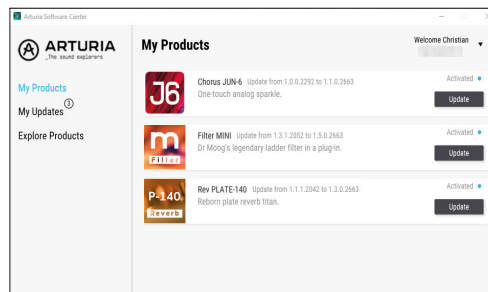 Arturia Software Center
ARTURIA
_The sound explorers
My Products
My Updates 3
Explore Products
My Products
Welcome Christian
J6
Chorus JUN-6 Update from 1.0.0.2292 to 1.1.0.2663
One-touch analog sparkle.
Activated
Update
m
Filter
Filter MINI Update from 1.3.1.2052 to 1.5.0.2663
Dr Moog's legendary ladder filter in a plug-in.
Activated
Update
P-140
Reverb
Rev PLATE-140 Update from 1.1.1.2042 to 1.3.0.2663
Reborn plate reverb titan.
Activated
Update